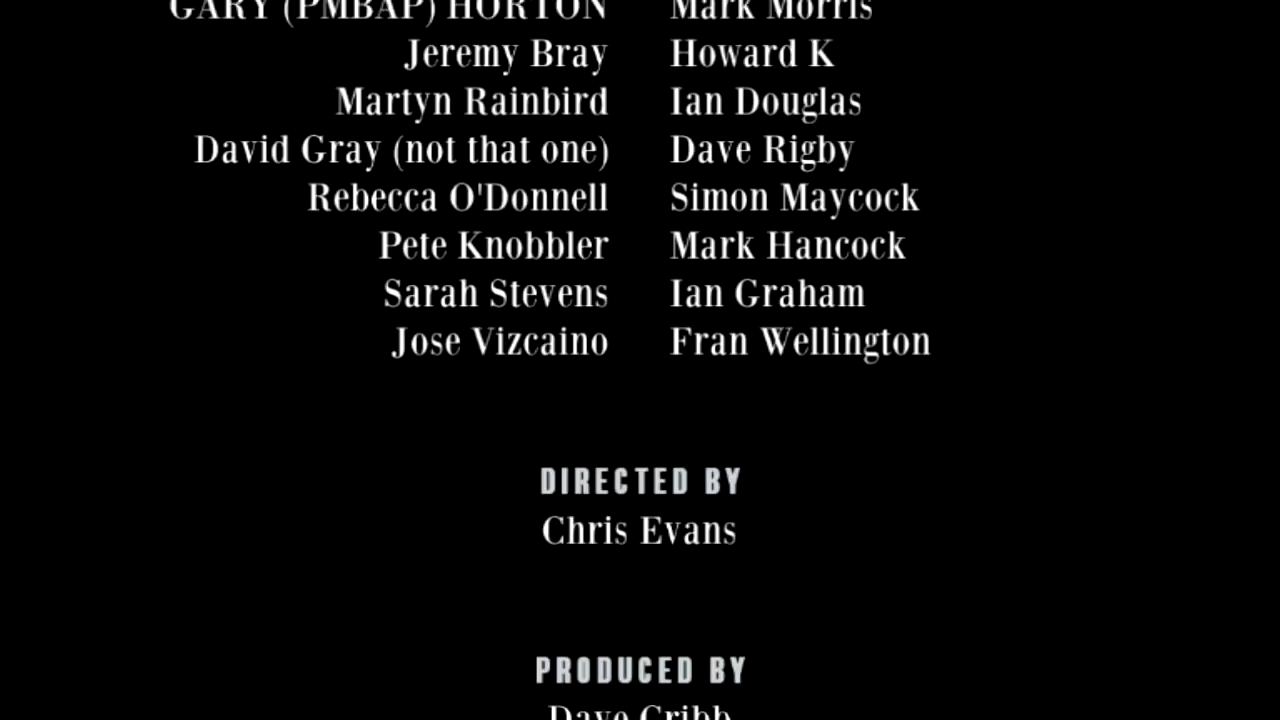 GARY (PMBAP) HORTON Mark Morris
Jeremy Bray Howard K
Martyn Rainbird Ian Douglas
David Gray (not that one) Dave Rigby
Rebecca O'Donnell Simon Maycock
Pete Knobbler Mark Hancock
Sarah Stevens Ian Graham
Jose Vizcaino Fran Wellington
DIRECTED BY
Chris Evans
PRODUCED BY
Dave Cribb